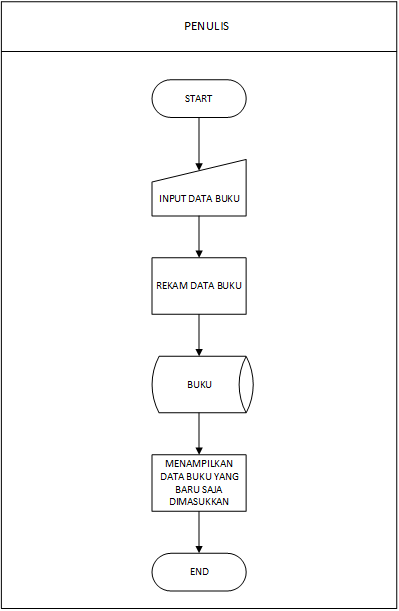 PENULIS
START
INPUT DATA BUKU
REKAM DATA BUKU
BUKU
MENAMPILKAN
DATA BUKU YANG
BARU SAJA
DIMASUKKAN
END